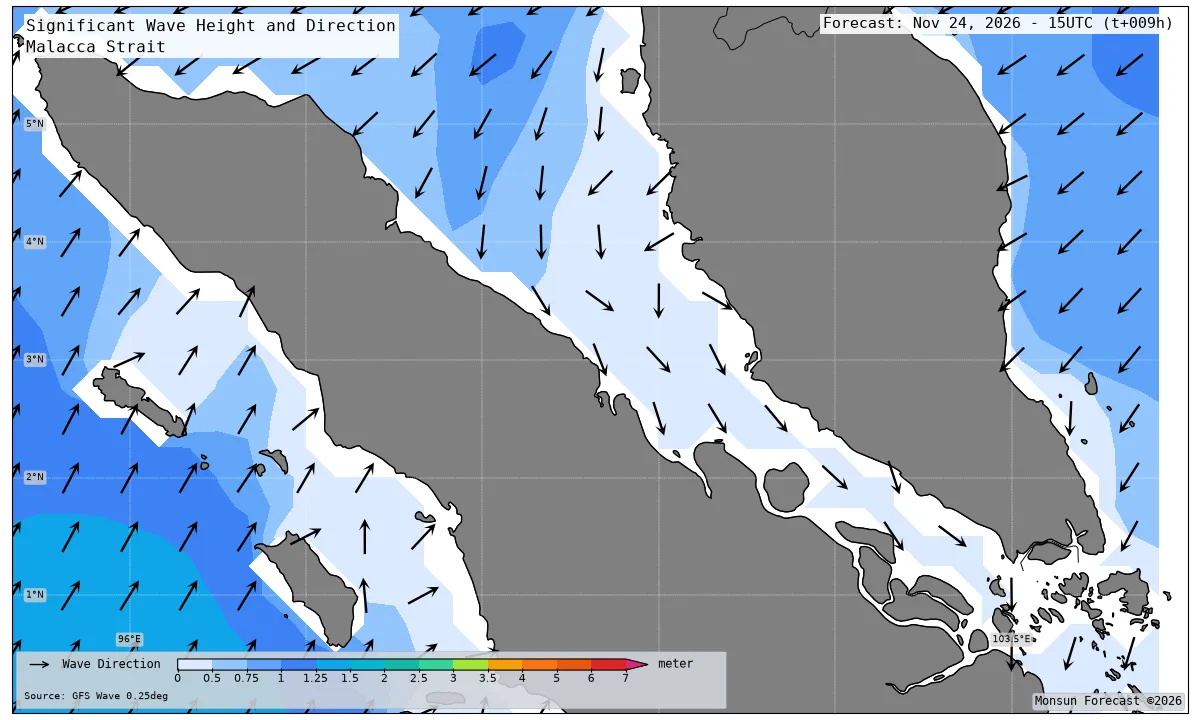 Significant Wave Height and Direction
Malacca Strait
Forecast: Nov 24, 2026 - 15UTC (t+009h)
5°N
4°N
3°N
2°N
1°N
96°E
103.5°E
Wave Direction
0 0.5 0.75 1 1.25 1.5 2 2.5 3 3.5 4 5 6 7
meter
Source: GFS Wave 0.25deg
Monsun Forecast ©2026